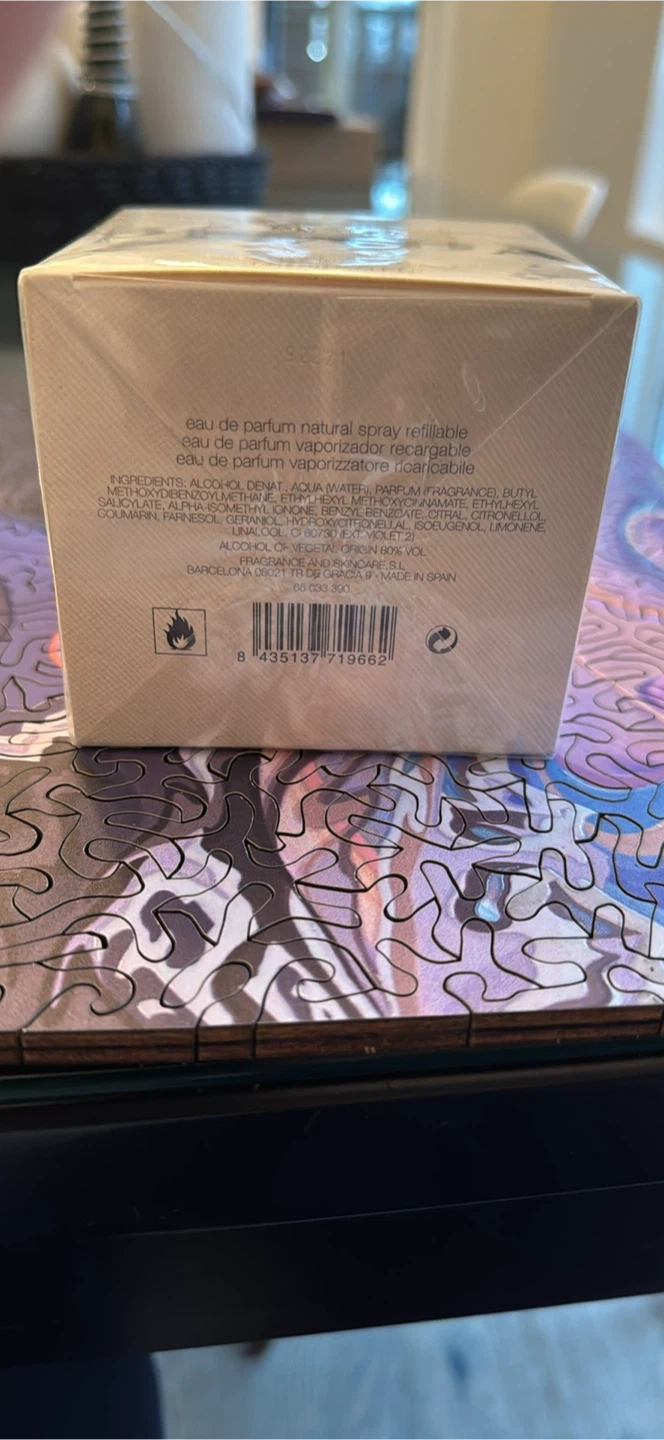 eau de parfum natural spray refillable
eau de parfum vaporizador recargable
eau de parfum vaporizzatore ricaricabile
INGREDIENTS: ALCOHOL DENAT., AQUA (WATER), PARFUM (FRAGRANCE), BUTYL
METHOXYDIBENZOYLMETHANE, ETHYLHEXYL METHOXYCINNAMATE, ETHYLHEXYL
SALICYLATE, ALPHA-ISOMETHYL IONONE, BENZYL BENZOATE, CITRAL, CITRONELLOL,
COUMARIN, FARNESOL, GERANIOL, HYDROXYCITRONELLAL, ISOEUGENOL, LIMONENE,
LINALOOL, CI 60730 (EXT. VIOLET 2)
ALCOHOL OF VEGETAL ORIGIN 80% VOL
FRAGRANCE AND SKINCARE, S.L.
BARCELONA 08021 TR DE GRACIA 9 - MADE IN SPAIN
65 033 390
8 435137 719662